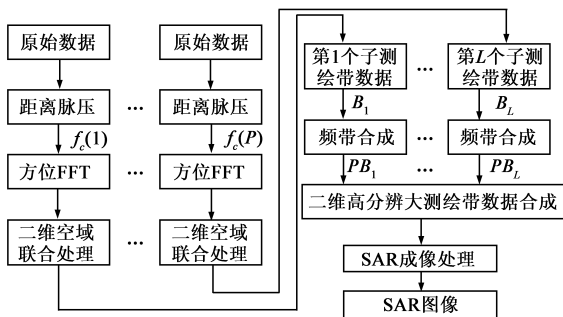 原始数据
...
原始数据
距离脉压
...
距离脉压
f_c(1)
f_c(P)
方位FFT
...
方位FFT
二维空域
联合处理
...
二维空域
联合处理
第1个子测
绘带数据
...
第L个子测
绘带数据
B_1
B_L
频带合成
...
频带合成
PB_1
...
PB_L
二维高分辨大测绘带数据合成
SAR成像处理
SAR图像